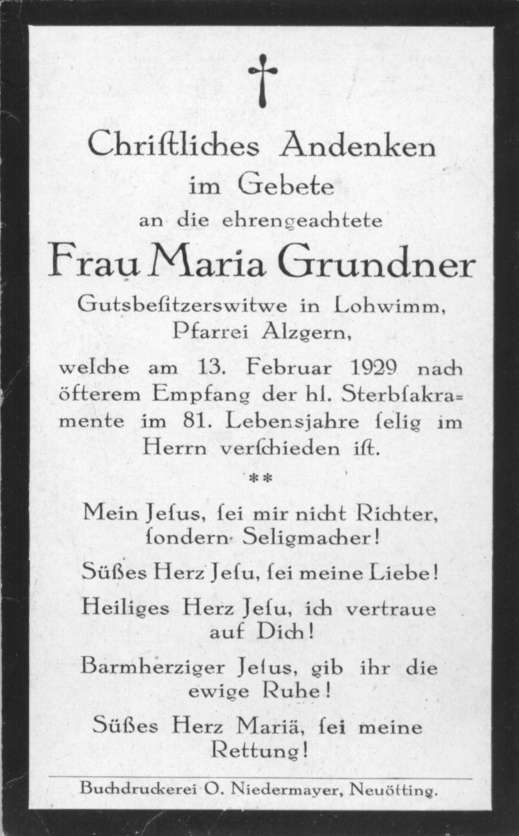 Chriſtliches Andenken
im Gebete
an die ehrengeachtete
Frau Maria Grundner
Gutsbeſitzerswitwe in Lohwimm,
Pfarrei Alzgern,
welche am 13. Februar 1929 nach
öfterem Empfang der hl. Sterbſakra=
mente im 81. Lebensjahre ſelig im
Herrn verſchieden iſt.
**
Mein Jeſus, ſei mir nicht Richter,
ſondern Seligmacher!
Süßes Herz Jeſu, ſei meine Liebe!
Heiliges Herz Jeſu, ich vertraue
auf Dich!
Barmherziger Jeſus, gib ihr die
ewige Ruhe!
Süßes Herz Mariä, ſei meine
Rettung!
Buchdruckerei O. Niedermayer, Neuötting.